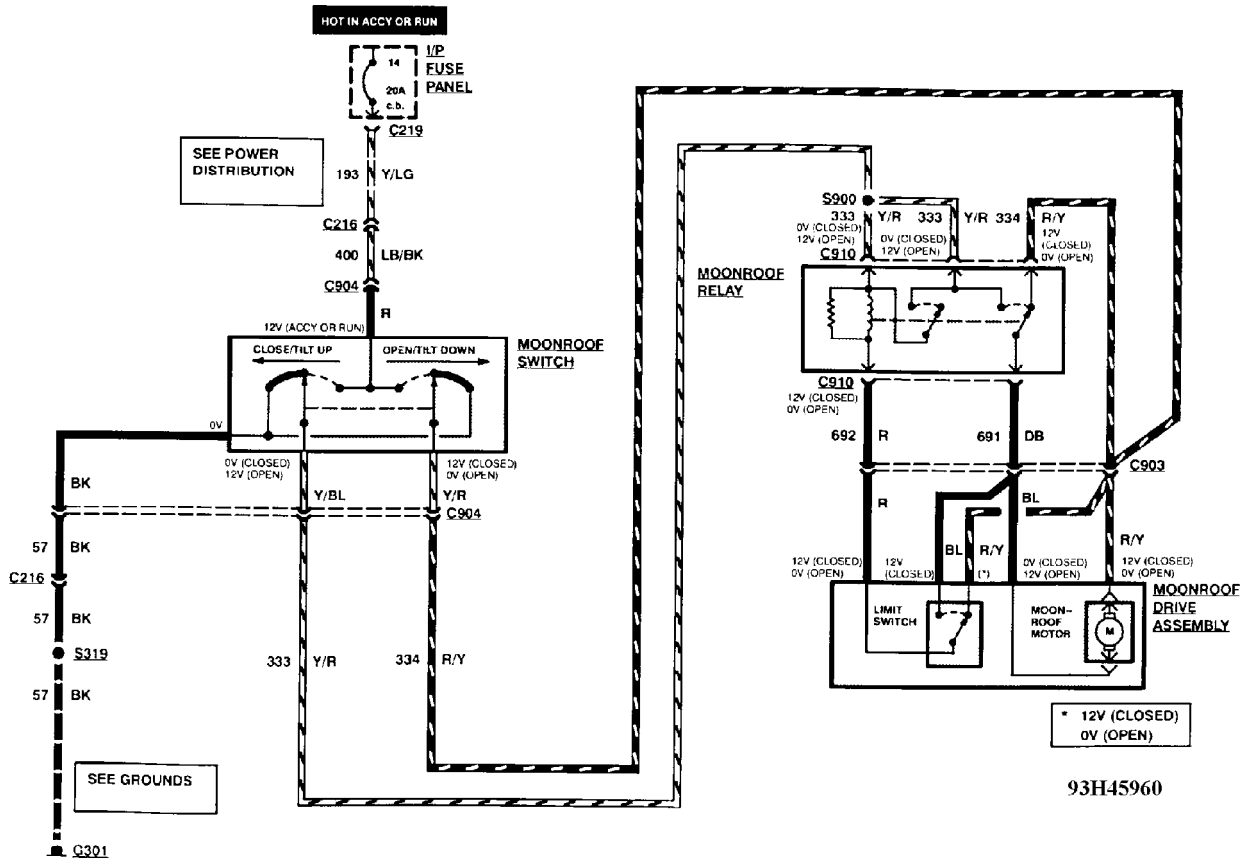 HOT IN ACCY OR RUN
I/P
FUSE
PANEL
14
20A
c.b.
C219
SEE POWER
DISTRIBUTION
193 Y/LG
C216
400 LB/BK
C904
R
12V (ACCY OR RUN)
CLOSE/TILT UP OPEN/TILT DOWN
MOONROOF
SWITCH
0V
0V (CLOSED)
12V (OPEN)
12V (CLOSED)
0V (OPEN)
BK
Y/BL
Y/R
C904
57 BK
C216
57 BK
S319
333 Y/R
334 R/Y
57 BK
SEE GROUNDS
G301
S900
333 Y/R 333 Y/R 334 R/Y
0V (CLOSED)
12V (OPEN)
0V (CLOSED)
12V (OPEN)
12V
(CLOSED)
0V (OPEN)
C910
MOONROOF
RELAY
C910
12V (CLOSED)
0V (OPEN)
692 R
691 DB
C903
R
BL
BL
R/Y
(*)
R/Y
12V (CLOSED)
0V (OPEN)
12V
(CLOSED)
0V (CLOSED)
12V (OPEN)
12V (CLOSED)
0V (OPEN)
LIMIT
SWITCH
MOON-
ROOF
MOTOR
M
MOONROOF
DRIVE
ASSEMBLY
* 12V (CLOSED)
0V (OPEN)
93H45960